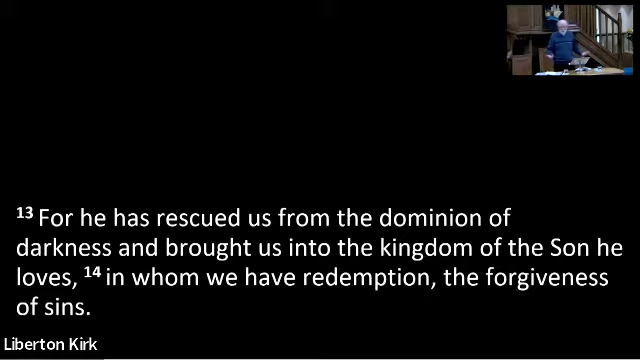 13 For he has rescued us from the dominion of
darkness and brought us into the kingdom of the Son he
loves, 14 in whom we have redemption, the forgiveness
of sins.
Liberton Kirk